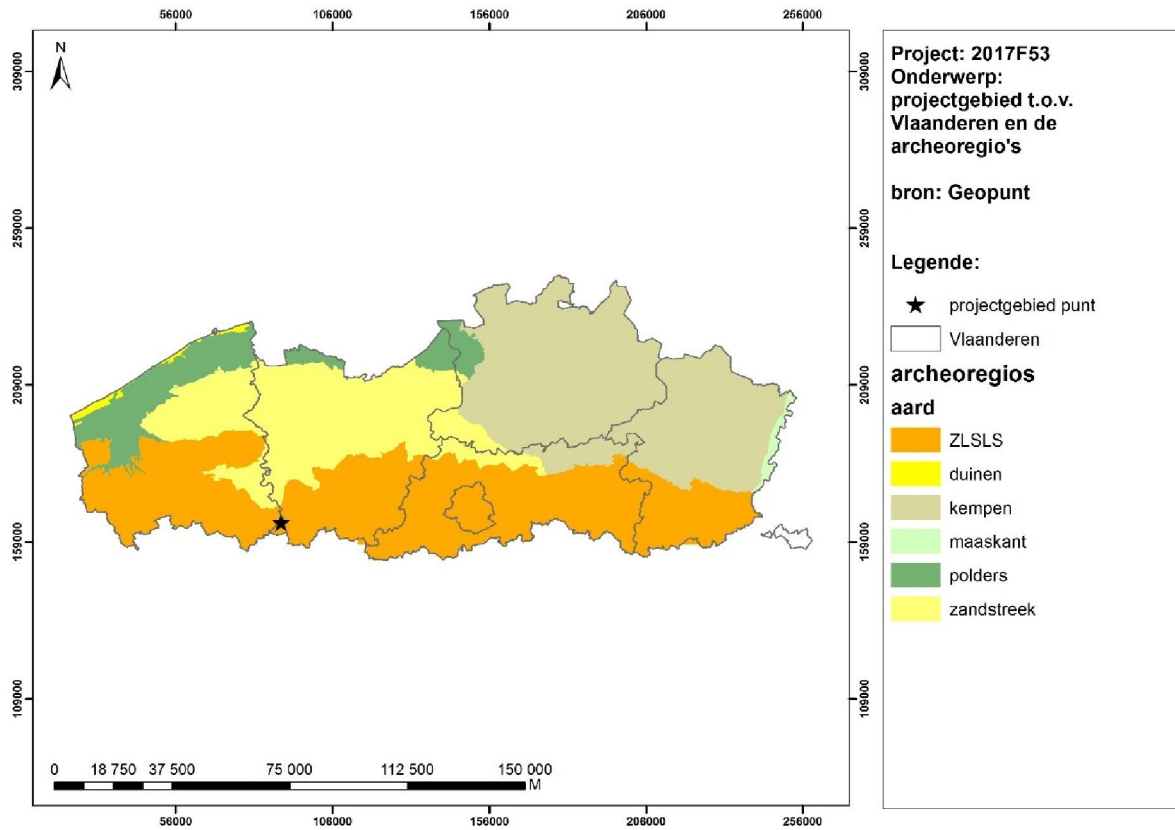 56000 106000 156000 206000 256000
309000 309000
N
259000 259000
209000 209000
159000 159000
109000 109000
0 18 750 37 500 75 000 112 500 150 000
M
56000 106000 156000 206000 256000
Project: 2017F53
Onderwerp:
projectgebied t.o.v.
Vlaanderen en de
archeoregio's
bron: Geopunt
Legende:
projectgebied punt
Vlaanderen
archeoregios
aard
ZLSLS
duinen
kempen
maaskant
polders
zandstreek